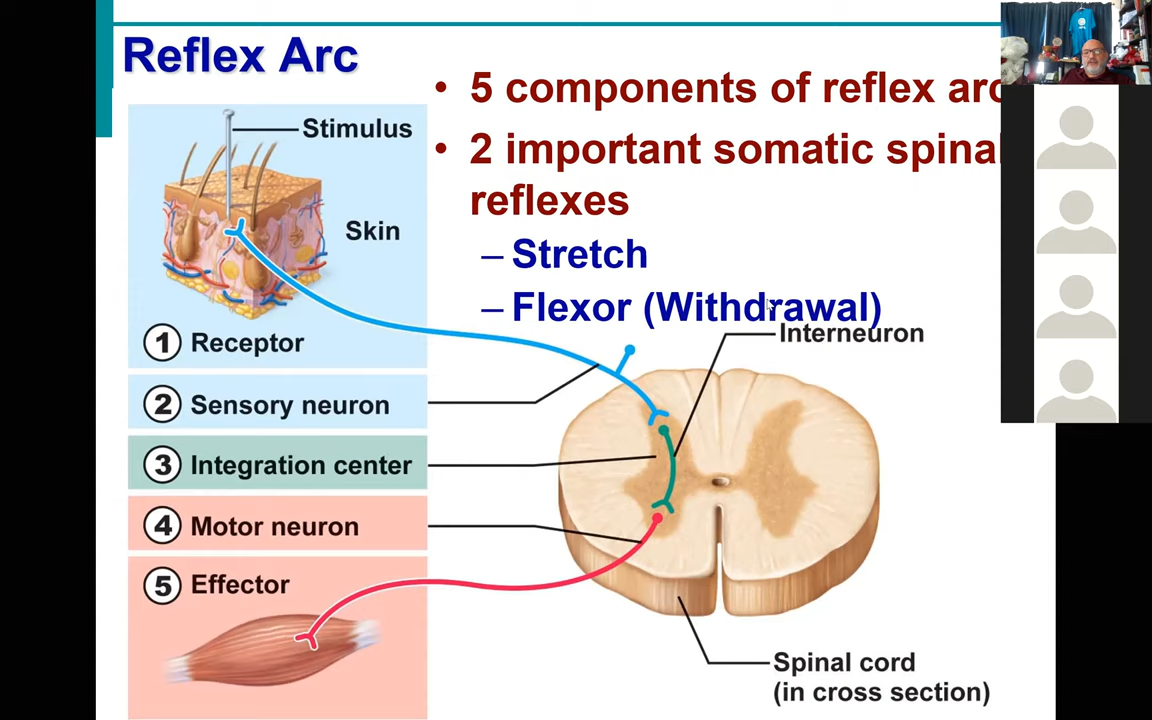 Reflex Arc
• 5 components of reflex arc
• 2 important somatic spinal
reflexes
– Stretch
– Flexor (Withdrawal)
Stimulus
Skin
1 Receptor
2 Sensory neuron
3 Integration center
4 Motor neuron
5 Effector
Interneuron
Spinal cord
(in cross section)